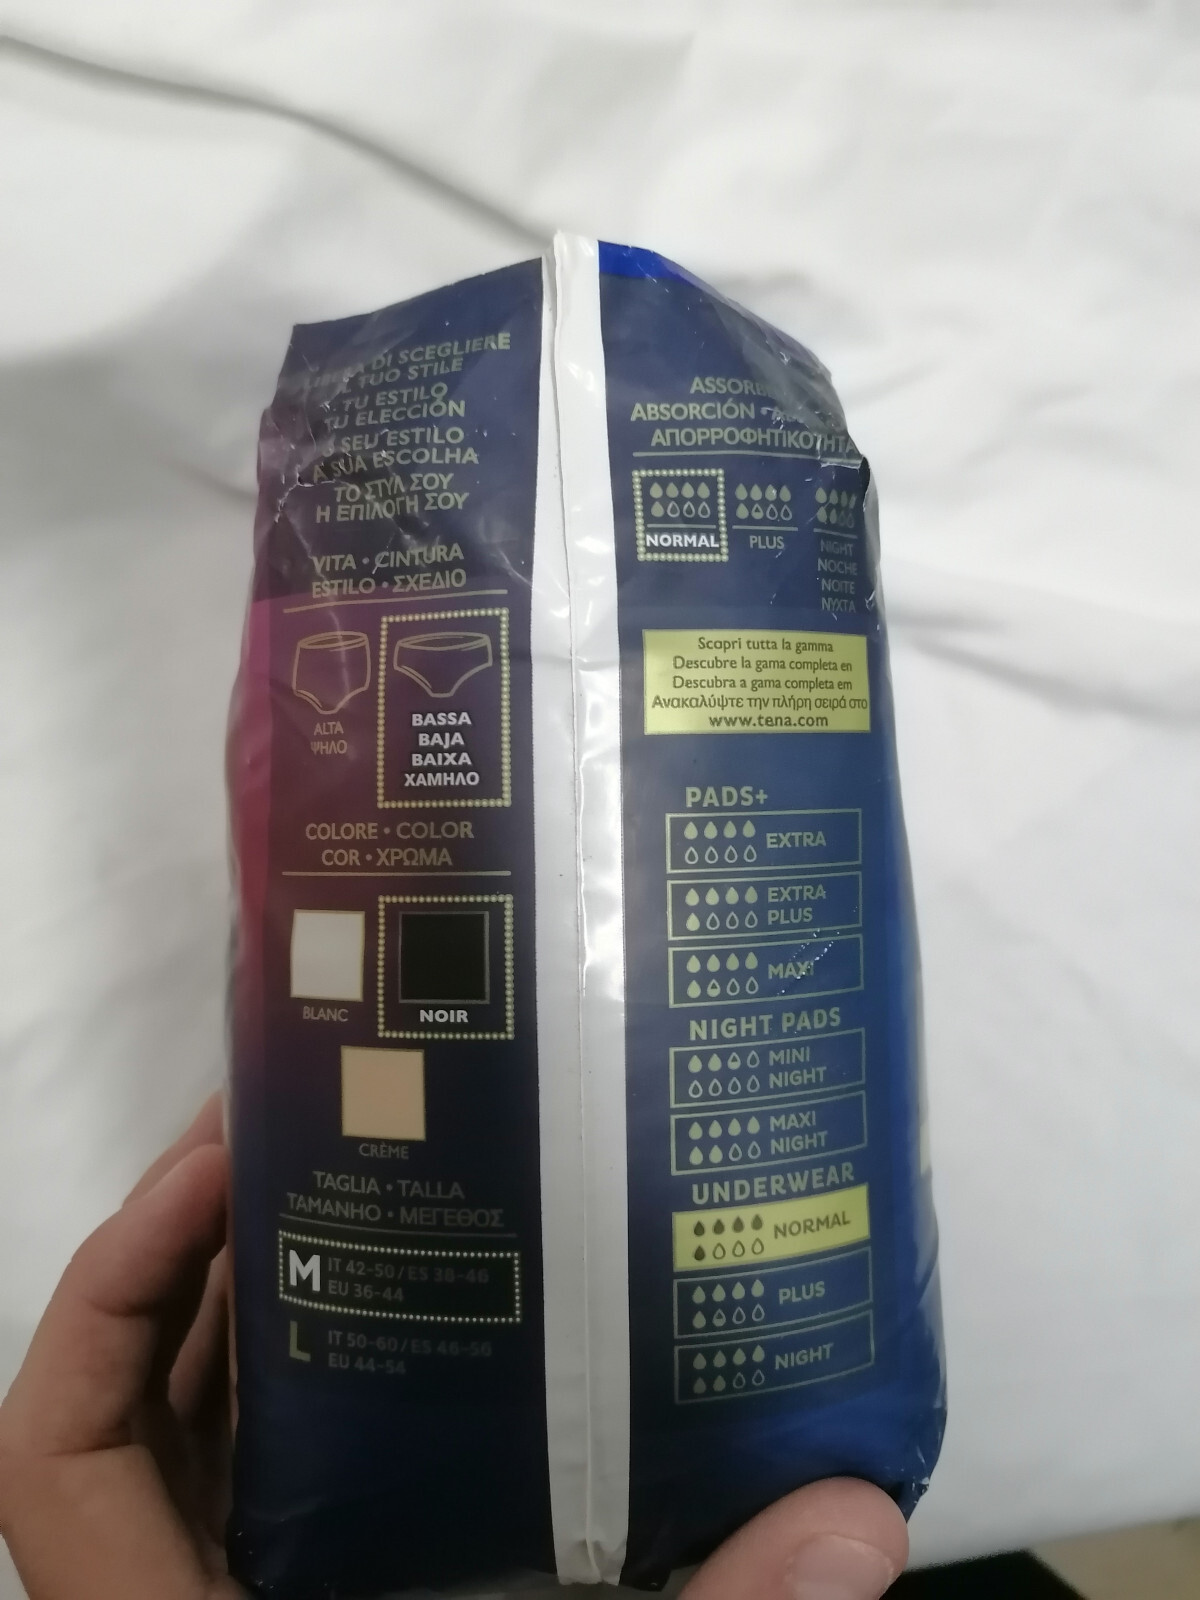 DI SCEGLIERE
IL TUO STILE
TU ESTILO
TU ELECCIÓN
O SEU ESTILO
A SUA ESCOLHA
ΤΟ ΣΤΥΛ ΣΟΥ
Η ΕΠΙΛΟΓΗ ΣΟΥ
VITA • CINTURA
ESTILO • ΣΧΕΔΙΟ
ALTA
ΨΗΛΟ
BASSA
BAJA
BAIXA
ΧΑΜΗΛΟ
COLORE • COLOR
COR • ΧΡΩΜΑ
BLANC
NOIR
CRÈME
TAGLIA • TALLA
TAMANHO • ΜΕΓΕΘΟΣ
M IT 42-50/ES 38-46
EU 36-44
L IT 50-60/ES 46-56
EU 44-54
ABSORCIÓN •
ΑΠΟΡΡΟΦΗΤΙΚΟΤΗΤΑ
NORMAL
PLUS
NIGHT
NOCHE
NOITE
ΝΥΧΤΑ
Scopri tutta la gamma
Descubre la gama completa en
Descubra a gama completa em
Ανακαλύψτε την πλήρη σειρά στο
www.tena.com
PADS+
EXTRA
EXTRA
PLUS
MAXI
NIGHT PADS
MINI
NIGHT
MAXI
NIGHT
UNDERWEAR
NORMAL
PLUS
NIGHT